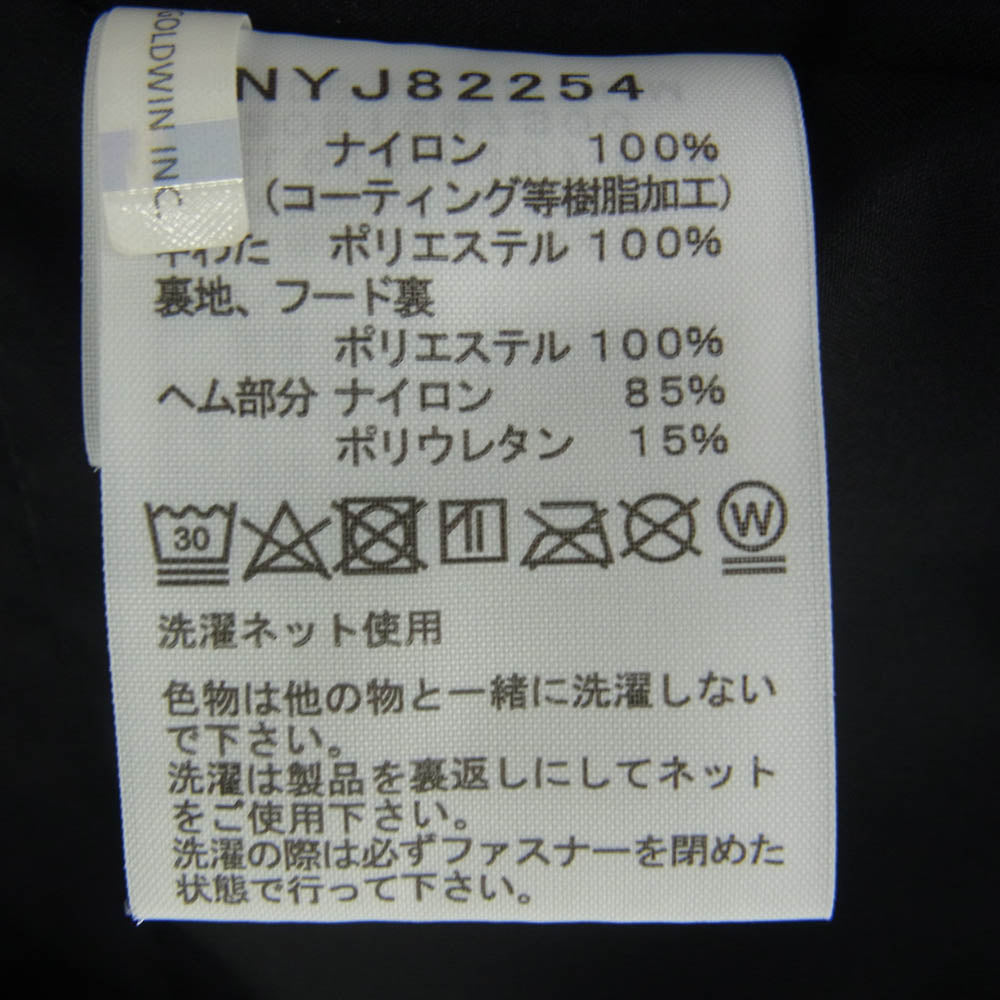 GOLDWIN INC.
NYJ82254
ナイロン 100%
(コーティング等樹脂加工)
中わた ポリエステル 100%
裏地、フード裏
ポリエステル 100%
ヘム部分 ナイロン 85%
ポリウレタン 15%
30
W
洗濯ネット使用
色物は他の物と一緒に洗濯しない
で下さい。
洗濯は製品を裏返しにしてネット
をご使用下さい。
洗濯の際は必ずファスナーを閉めた
状態で行って下さい。